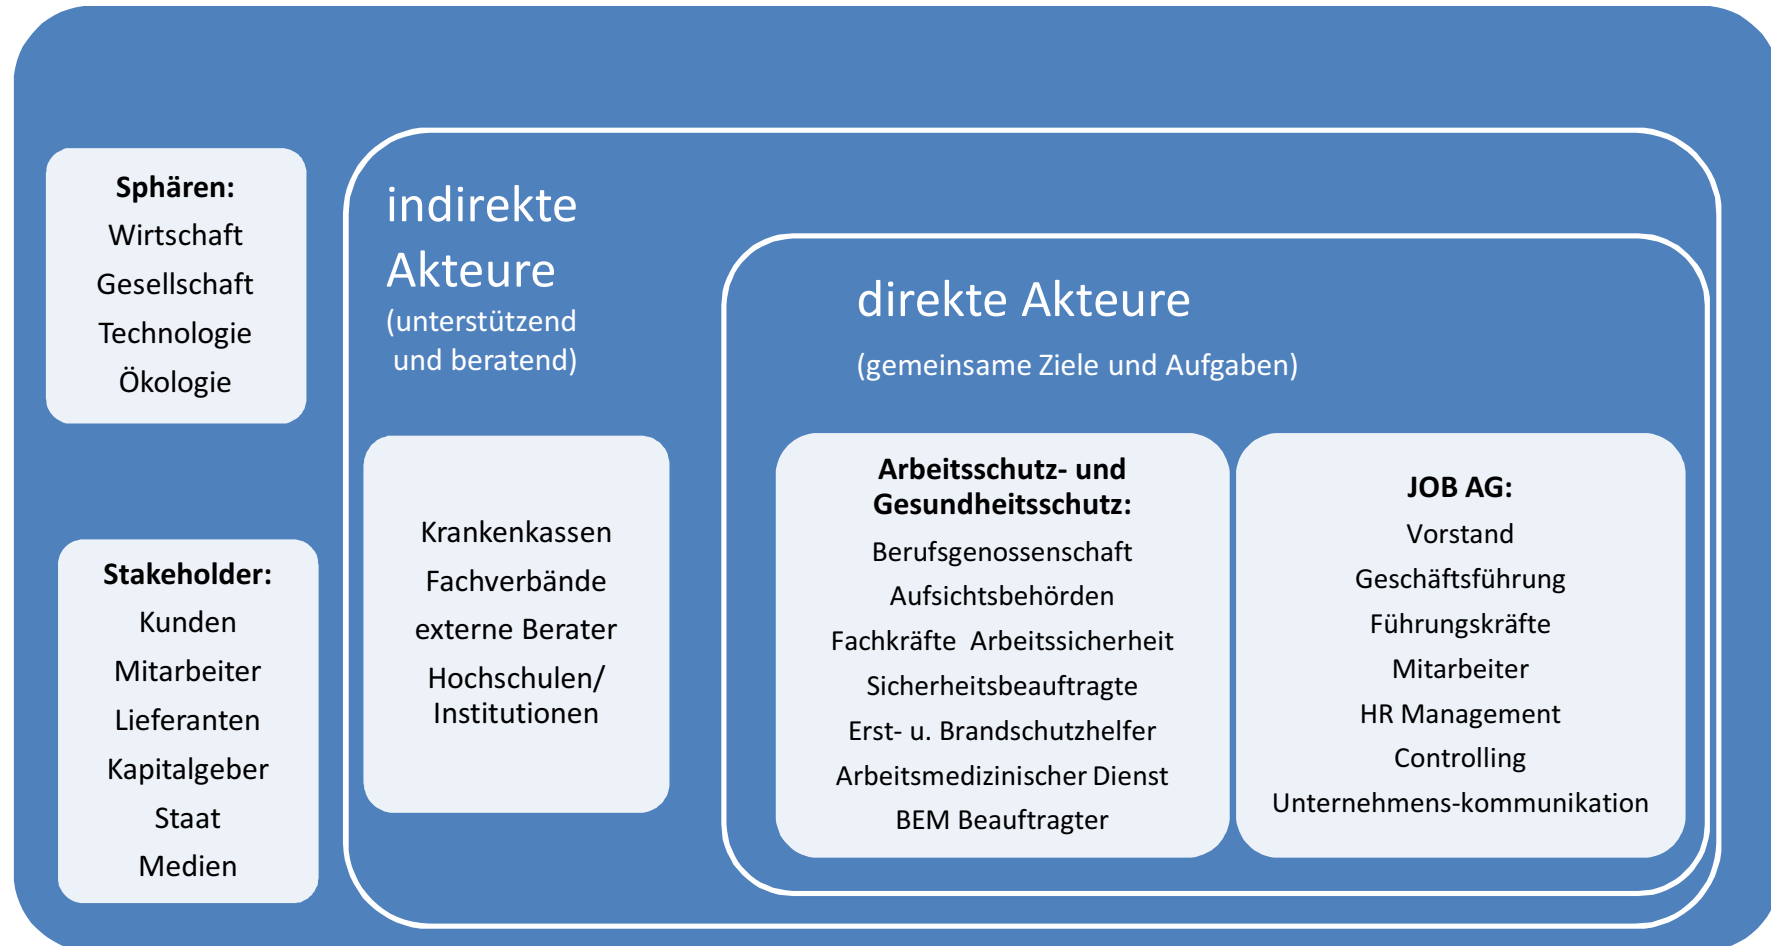 Sphären:
Wirtschaft
Gesellschaft
Technologie
Ökologie
Stakeholder:
Kunden
Mitarbeiter
Lieferanten
Kapitalgeber
Staat
Medien
indirekte
Akteure
(unterstützend
und beratend)
Krankenkassen
Fachverbände
externe Berater
Hochschulen/
Institutionen
direkte Akteure
(gemeinsame Ziele und Aufgaben)
Arbeitsschutz- und
Gesundheitsschutz:
Berufsgenossenschaft
Aufsichtsbehörden
Fachkräfte Arbeitssicherheit
Sicherheitsbeauftragte
Erst- u. Brandschutzhelfer
Arbeitsmedizinischer Dienst
BEM Beauftragter
JOB AG:
Vorstand
Geschäftsführung
Führungskräfte
Mitarbeiter
HR Management
Controlling
Unternehmens-kommunikation